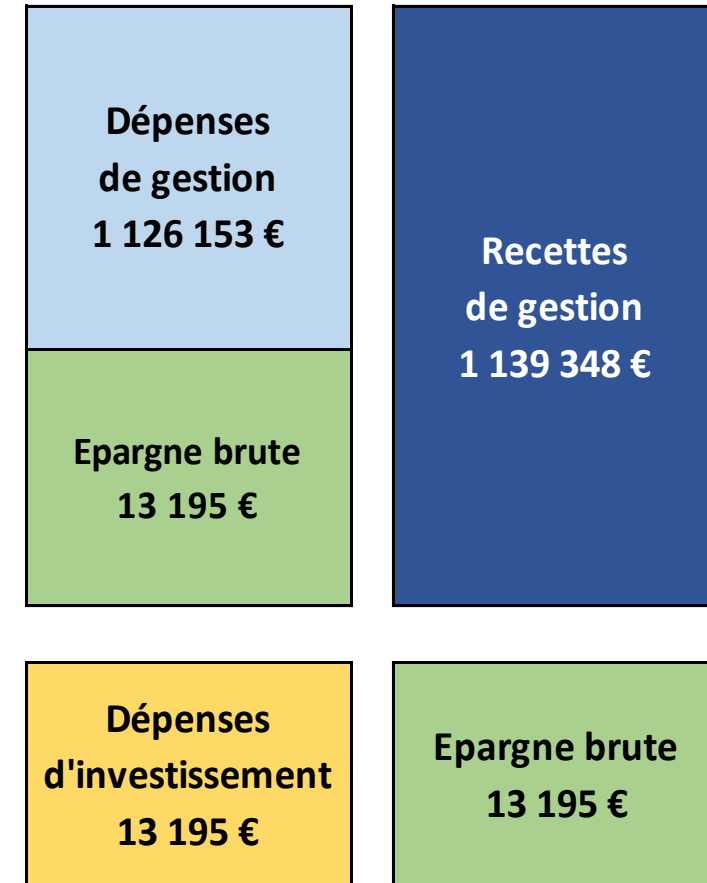 Dépenses
de gestion
1 126 153 €
Recettes
de gestion
1 139 348 €
Epargne brute
13 195 €
Dépenses
d'investissement
13 195 €
Epargne brute
13 195 €